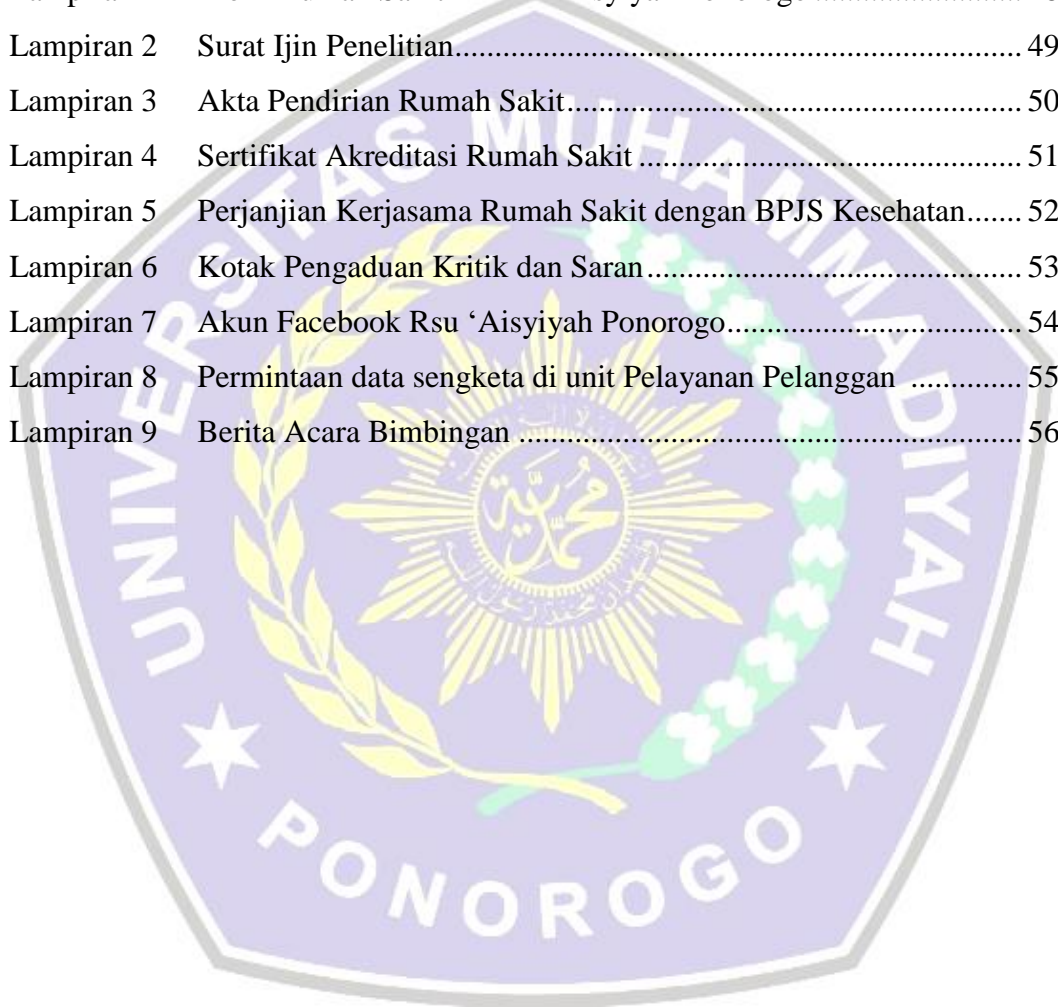 Lampiran 2 Surat Ijin Penelitian........................................................................ 49
Lampiran 3 Akta Pendirian Rumah Sakit......................................................... 50
Lampiran 4 Sertifikat Akreditasi Rumah Sakit ................................................ 51
Lampiran 5 Perjanjian Kerjasama Rumah Sakit dengan BPJS Kesehatan....... 52
Lampiran 6 Kotak Pengaduan Kritik dan Saran............................................... 53
Lampiran 7 Akun Facebook Rsu ‘Aisyiyah Ponorogo..................................... 54
Lampiran 8 Permintaan data sengketa di unit Pelayanan Pelanggan .............. 55
Lampiran 9 Berita Acara Bimbingan ............................................................... 56
UNIVERSITAS MUHAMMADIYAH
محمدية
PONOROGO